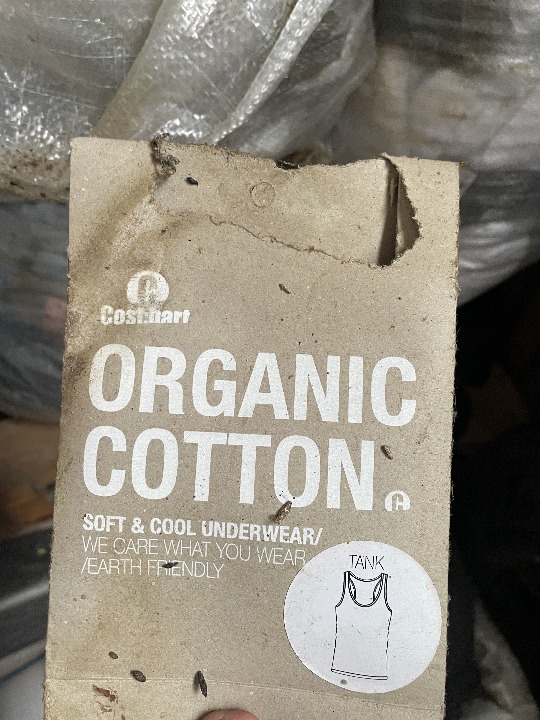 Cost:bart
ORGANIC
COTTON
SOFT & COOL UNDERWEAR/
WE CARE WHAT YOU WEAR
/EARTH FRIENDLY
TANK